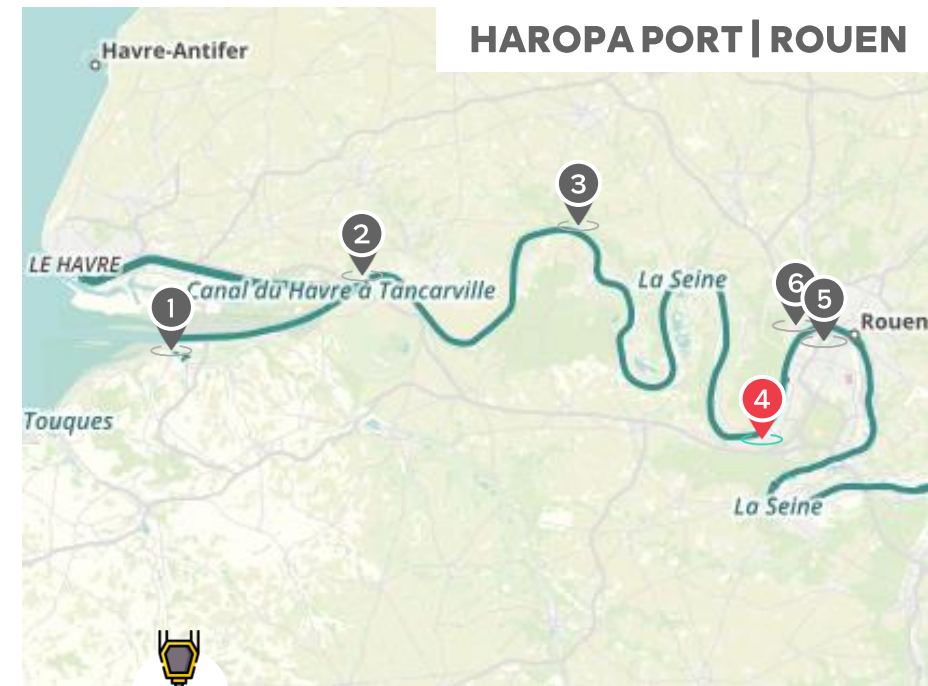 HAROPA PORT | ROUEN
Havre-Antifer
3
2
LE HAVRE
Canal du Havre à Tancarville
La Seine
1
6
5
Rouen
4
Touques
La Seine